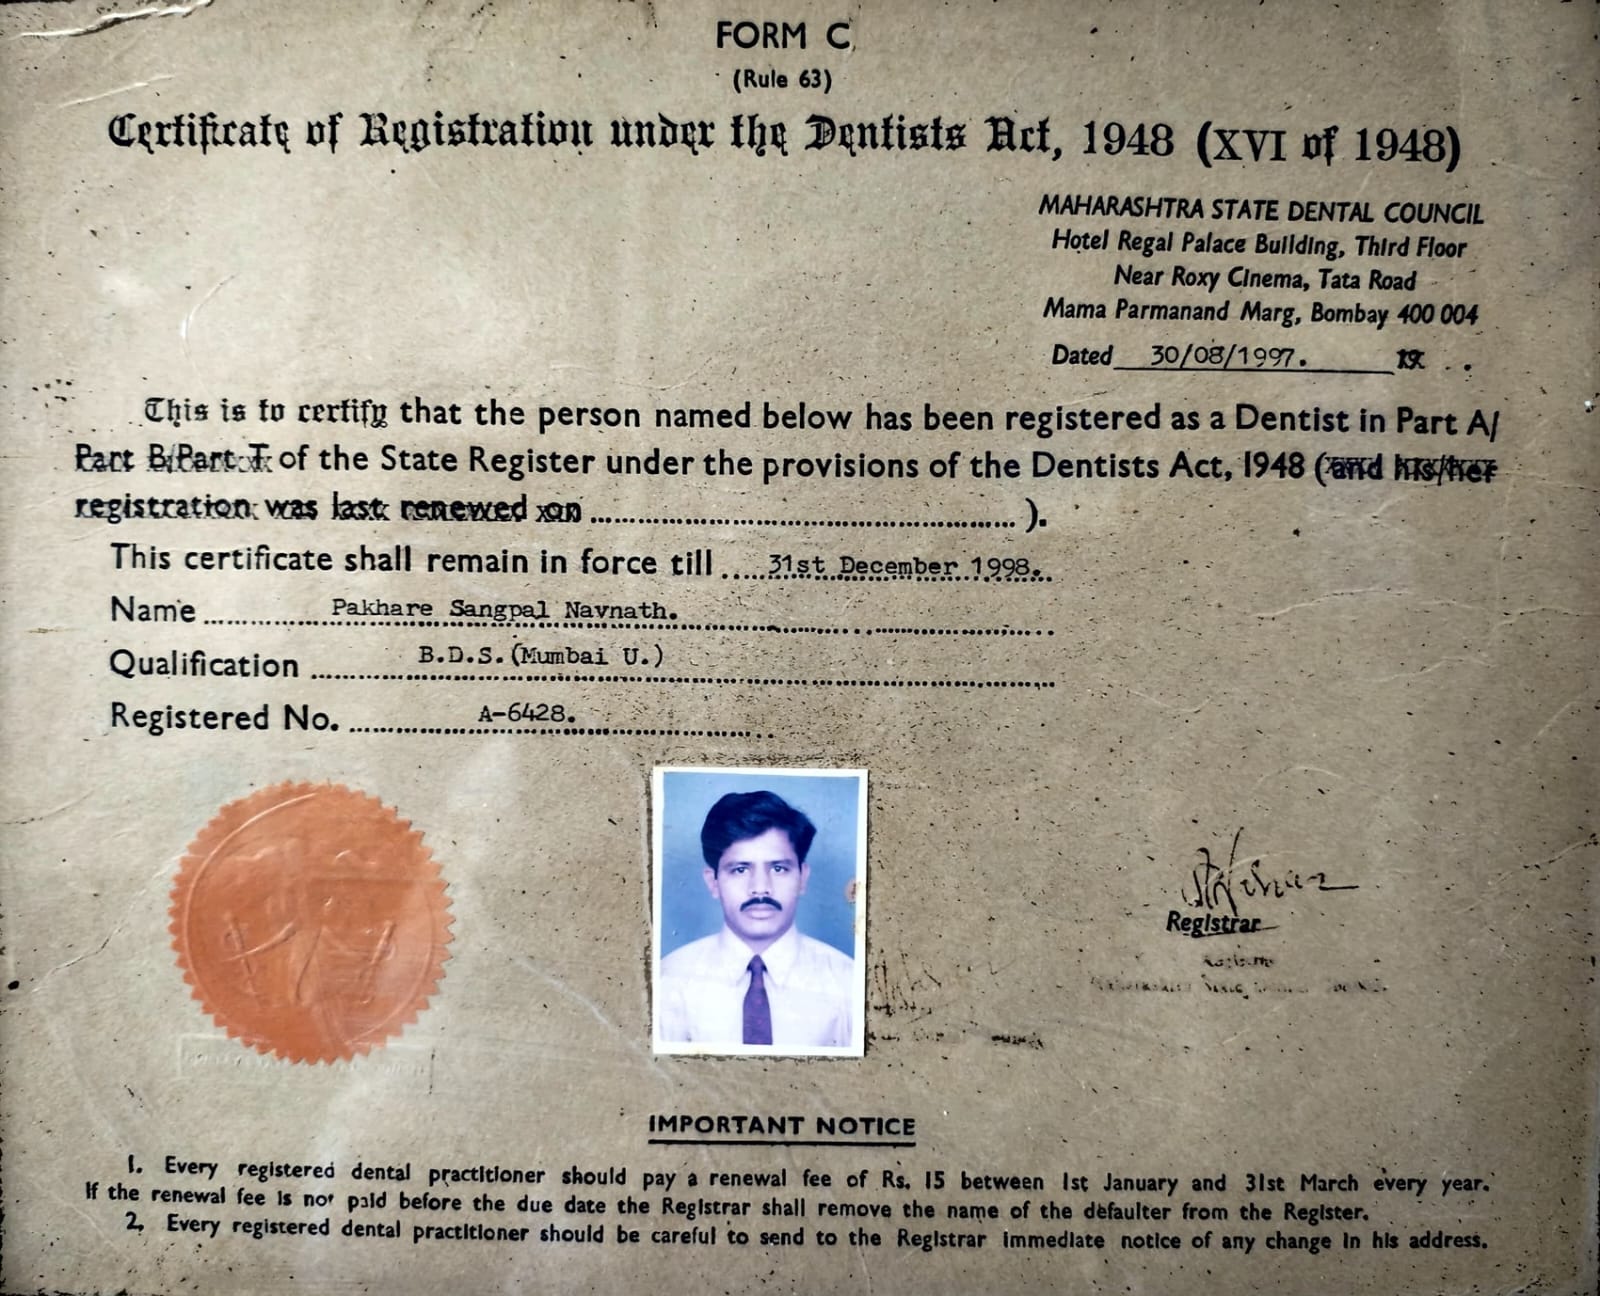 FORM C
(Rule 63)
Certificate of Registration under the Dentists Act, 1948 (XVI of 1948)
MAHARASHTRA STATE DENTAL COUNCIL
Hotel Regal Palace Building, Third Floor
Near Roxy Cinema, Tata Road
Mama Parmanand Marg, Bombay 400 004
Dated 30/08/1997. 19
This is to certify that the person named below has been registered as a Dentist in Part A/
Part B/Part T of the State Register under the provisions of the Dentists Act, 1948 (and his/her
registration was last renewed on .................................................. ).
This certificate shall remain in force till ....31st December 1998...
Name ............ Pakhare Sangpal Navnath. ............
Qualification ............ B.D.S.(Mumbai U.) ............
Registered No. ............ A-6428. ............
Registrar
IMPORTANT NOTICE
1. Every registered dental practitioner should pay a renewal fee of Rs. 15 between 1st January and 31st March every year.
If the renewal fee is not paid before the due date the Registrar shall remove the name of the defaulter from the Register.
2. Every registered dental practitioner should be careful to send to the Registrar immediate notice of any change in his address.